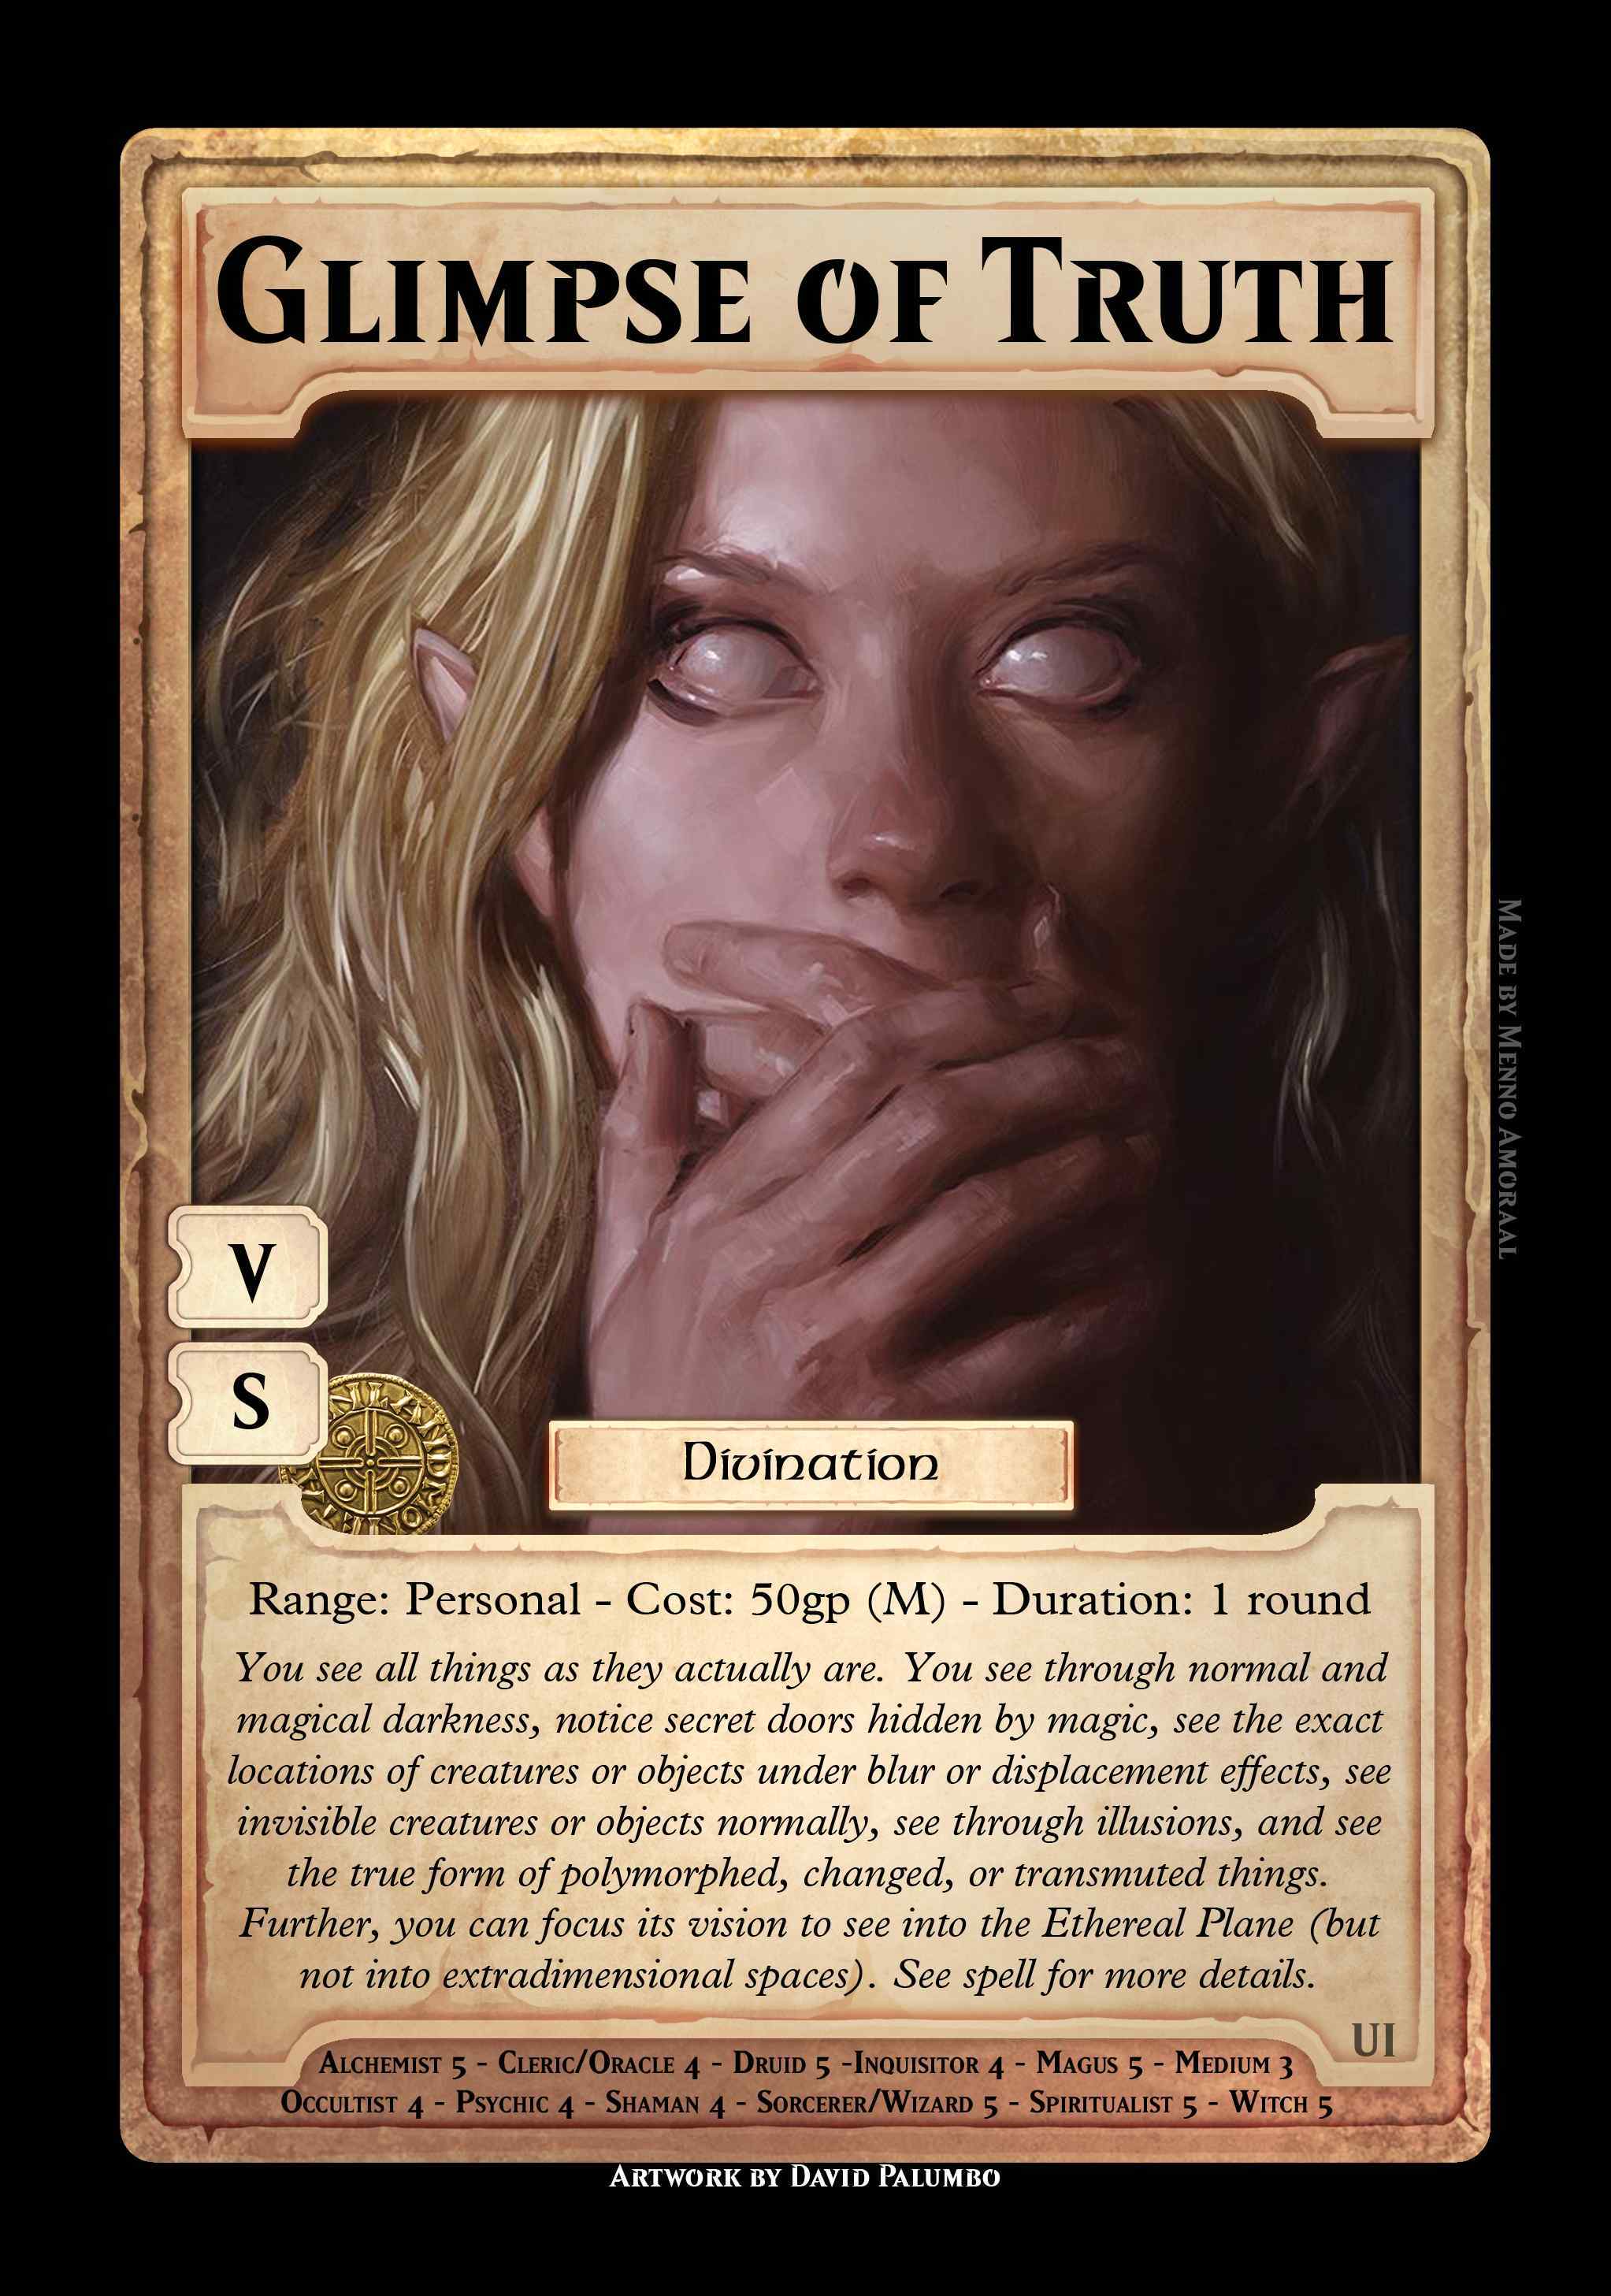 Glimpse of Truth
Made by Menno Amoraal
V
S
Divination
Range: Personal - Cost: 50gp (M) - Duration: 1 round
You see all things as they actually are. You see through normal and
magical darkness, notice secret doors hidden by magic, see the exact
locations of creatures or objects under blur or displacement effects, see
invisible creatures or objects normally, see through illusions, and see
the true form of polymorphed, changed, or transmuted things.
Further, you can focus its vision to see into the Ethereal Plane (but
not into extradimensional spaces). See spell for more details.
UI
Alchemist 5 - Cleric/Oracle 4 - Druid 5 -Inquisitor 4 - Magus 5 - Medium 3
Occultist 4 - Psychic 4 - Shaman 4 - Sorcerer/Wizard 5 - Spiritualist 5 - Witch 5
Artwork by David Palumbo